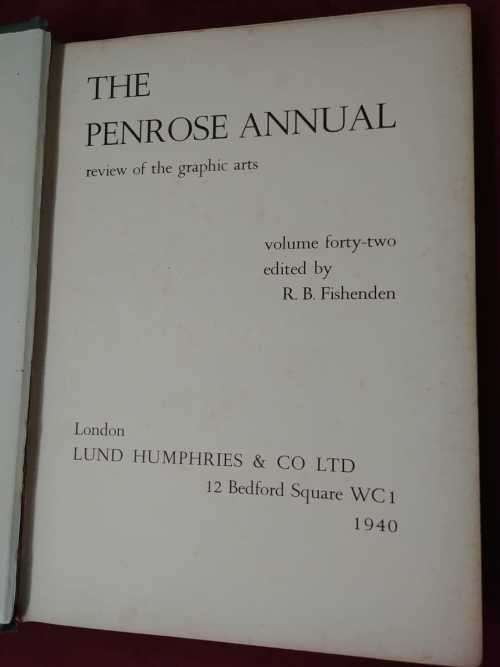 THE
PENROSE ANNUAL
review of the graphic arts
volume forty-two
edited by
R. B. Fishenden
London
LUND HUMPHRIES & CO LTD
12 Bedford Square WC1
1940